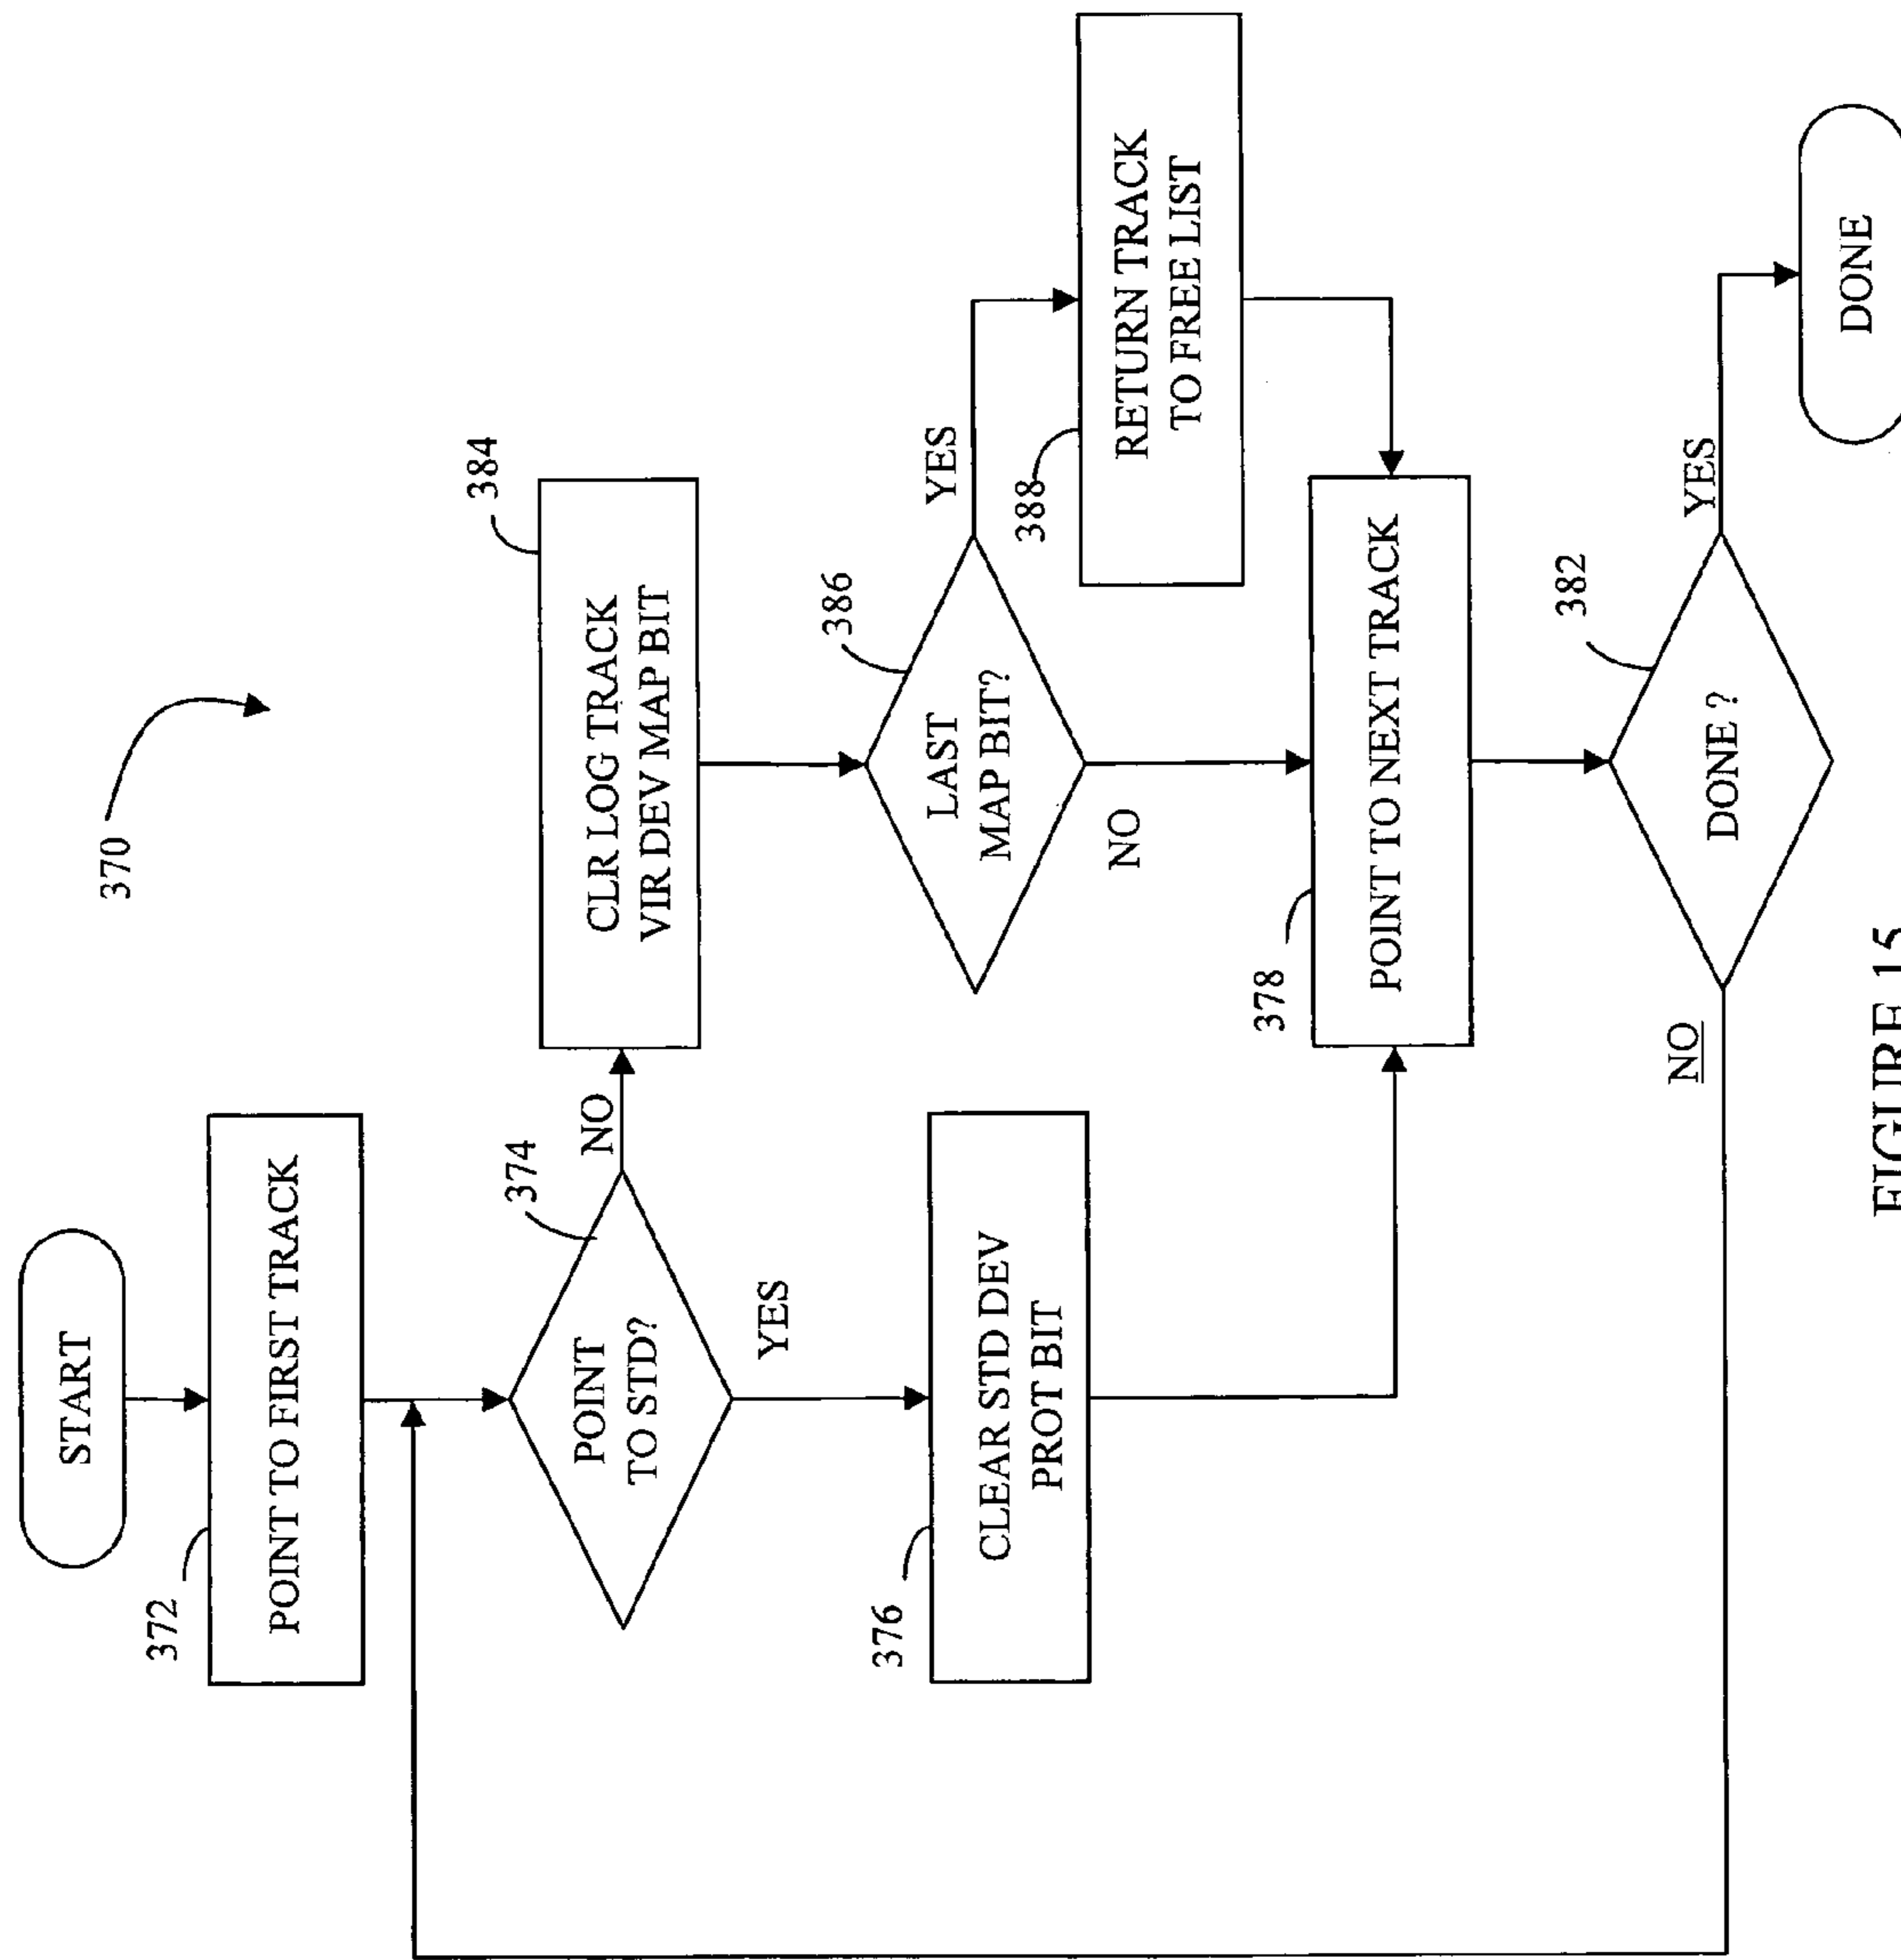 370
START
372
POINT TO FIRST TRACK
374
POINT
TO STD?
NO
YES
384
CLR LOG TRACK
VIR DEV MAP BIT
376
CLEAR STD DEV
PROT BIT
386
LAST
MAP BIT?
YES
NO
388
RETURN TRACK
TO FREE LIST
378
POINT TO NEXT TRACK
382
DONE ?
YES
NO
DONE
FIGURE 15